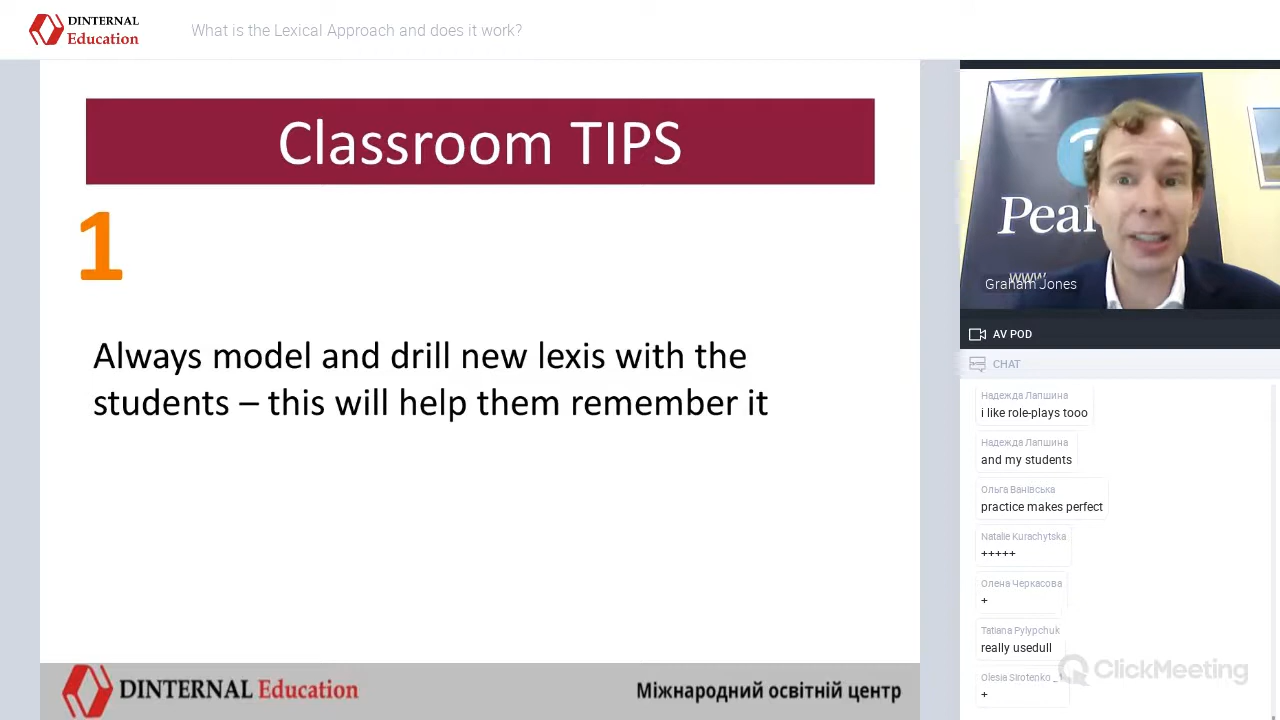 DINTERNAL
Education
What is the Lexical Approach and does it work?
Classroom TIPS
1
Always model and drill new lexis with the
students – this will help them remember it
DINTERNAL Education
Міжнародний освітній центр
Pear
www
Graham Jones
AV POD
CHAT
Надежда Лапшина
i like role-plays tooo
Надежда Лапшина
and my students
Ольга Ванівська
practice makes perfect
Natalie Kurachytska
+++++
Олена Черкасова
+
Tatiana Pylypchuk
really usedull
Olesia Sirotenko _
+
ClickMeeting